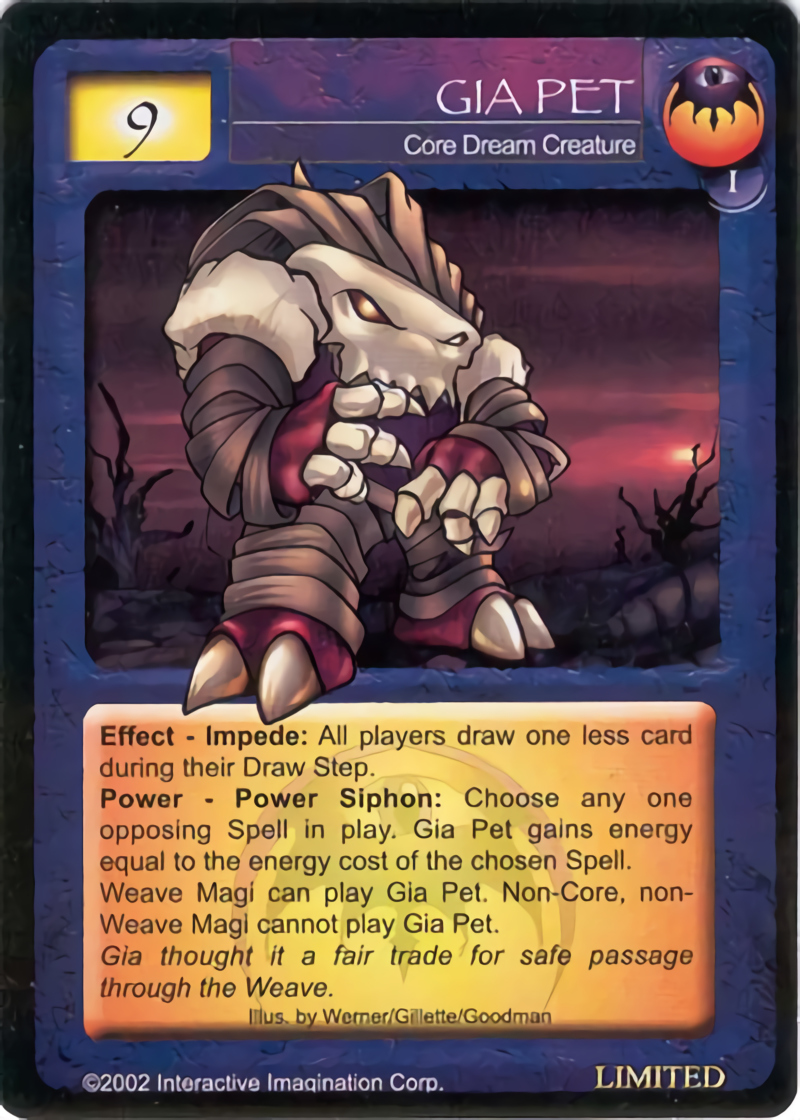 9
GIA PET
Core Dream Creature
I
Effect - Impede: All players draw one less card
during their Draw Step.
Power - Power Siphon: Choose any one
opposing Spell in play. Gia Pet gains energy
equal to the energy cost of the chosen Spell.
Weave Magi can play Gia Pet. Non-Core, non-
Weave Magi cannot play Gia Pet.
Gia thought it a fair trade for safe passage
through the Weave.
Illus. by Werner/Gillette/Goodman
©2002 Interactive Imagination Corp.
LIMITED